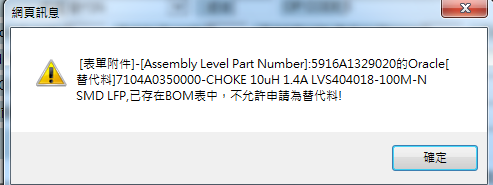 網頁訊息
[表單附件]-[Assembly Level Part Number]:5916A1329020的Oracle[
替代料]7104A0350000-CHOKE 10uH 1.4A LVS404018-100M-N
SMD LFP,已存在BOM表中，不允許申請為替代料!
確定